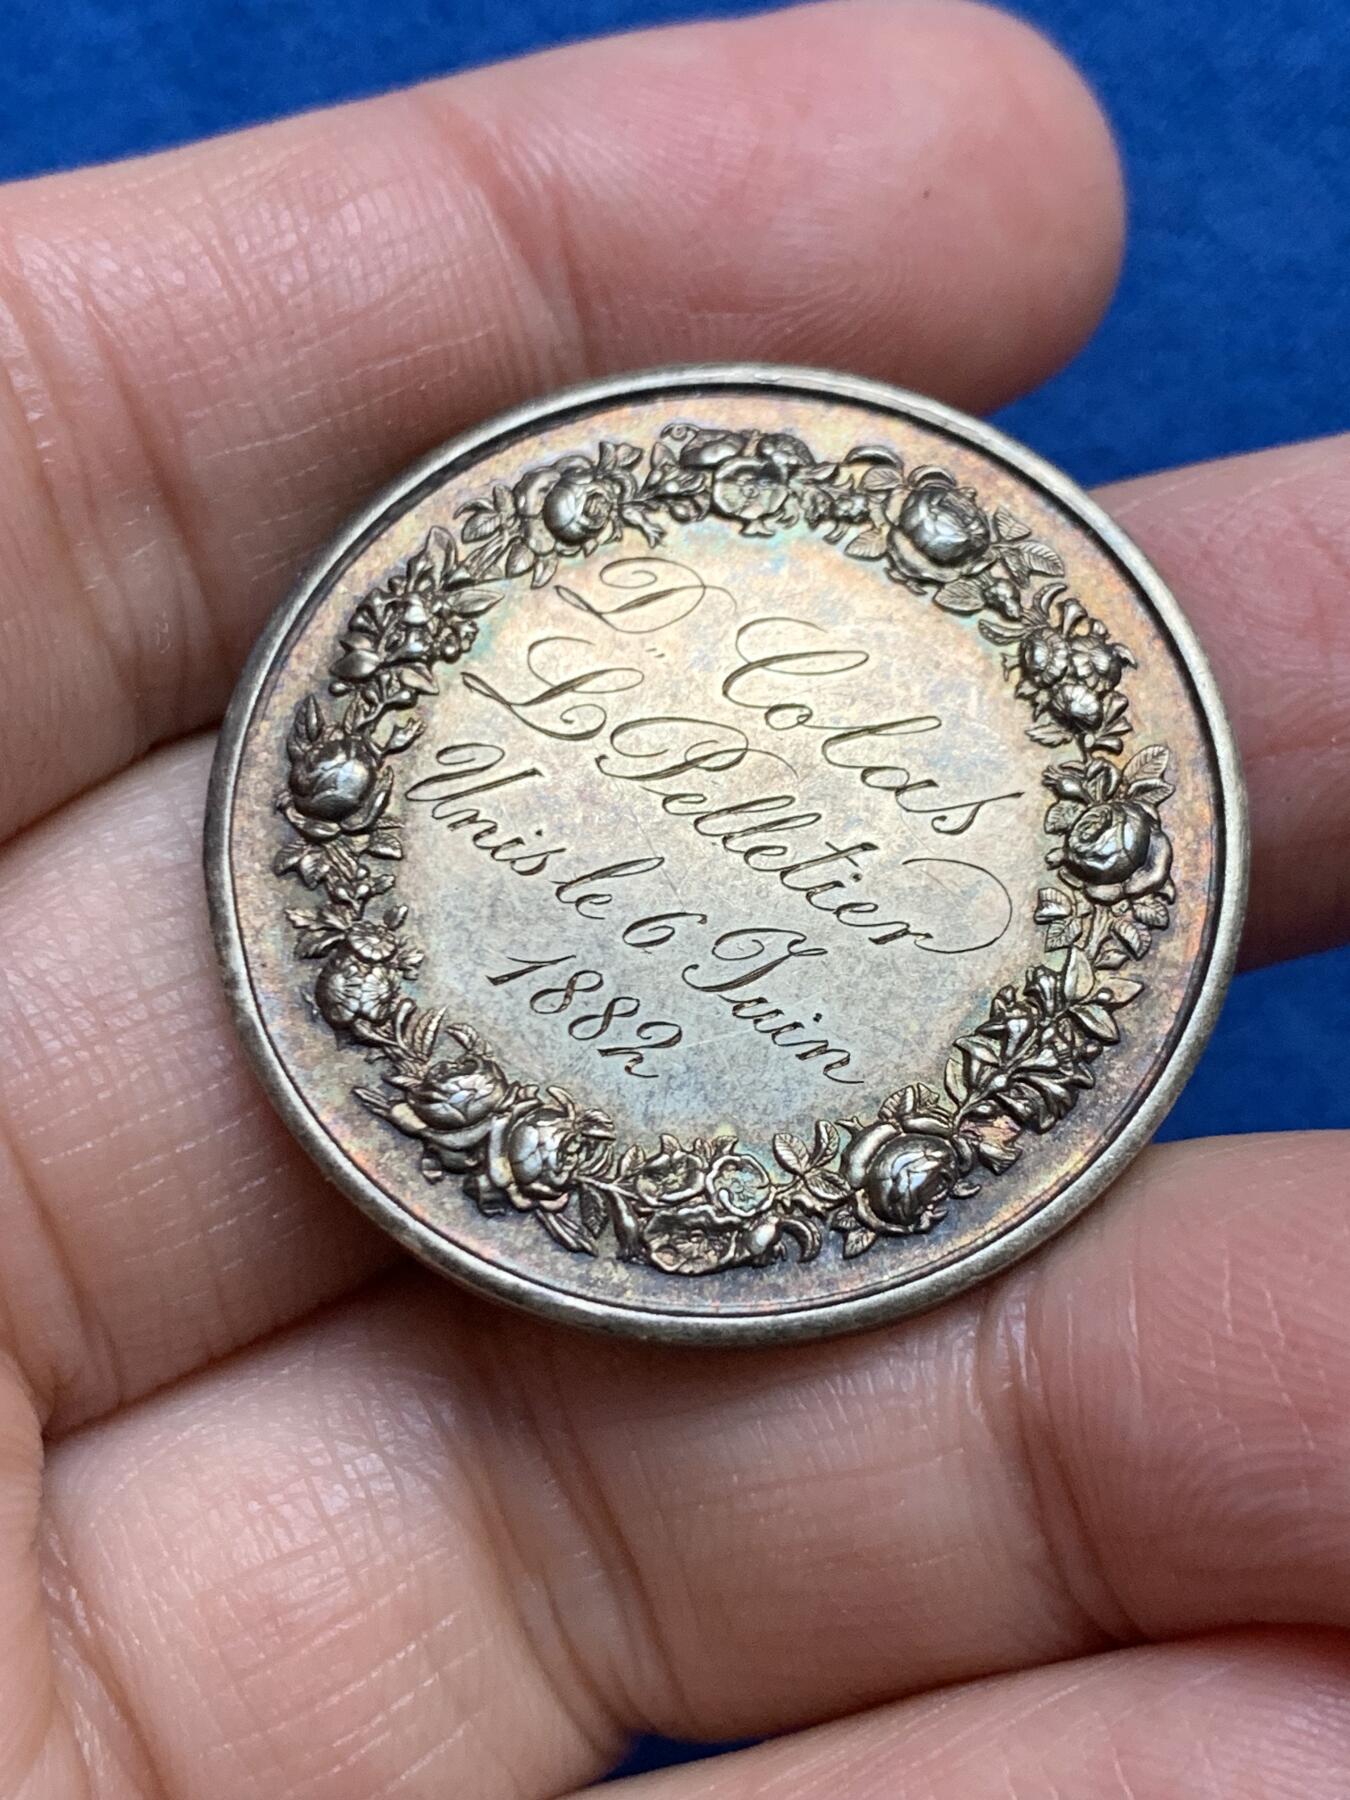 D" Colas
L Pelletier
Unis le 6 Juin
1882